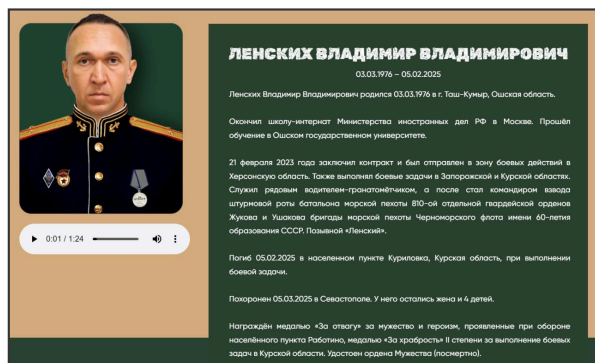 ЛЕНСКИХ ВЛАДИМИР ВЛАДИМИРОВИЧ
03.03.1976 – 05.02.2025
Ленских Владимир Владимирович родился 03.03.1976 в г. Таш-Кумыр, Ошская область.
Окончил школу-интернат Министерства иностранных дел РФ в Москве. Прошёл
обучение в Ошском государственном университете.
21 февраля 2023 года заключил контракт и был отправлен в зону боевых действий в
Херсонскую область. Также выполнял боевые задачи в Запорожской и Курской областях.
Служил рядовым водителем-гранатомётчиком, а после стал командиром взвода
штурмовой роты батальона морской пехоты 810-ой отдельной гвардейской орденов
Жукова и Ушакова бригады морской пехоты Черноморского флота имени 60-летия
образования СССР. Позывной «Ленский».
Погиб 05.02.2025 в населенном пункте Куриловка, Курская область, при выполнении
боевой задачи.
Похоронен 05.03.2025 в Севастополе. У него остались жена и 4 детей.
Награждён медалью «За отвагу» за мужество и героизм, проявленные при обороне
населённого пункта Работино, медалью «За храбрость» II степени за выполнение боевых
задач в Курской области. Удостоен ордена Мужества (посмертно).
0:01 / 1:24